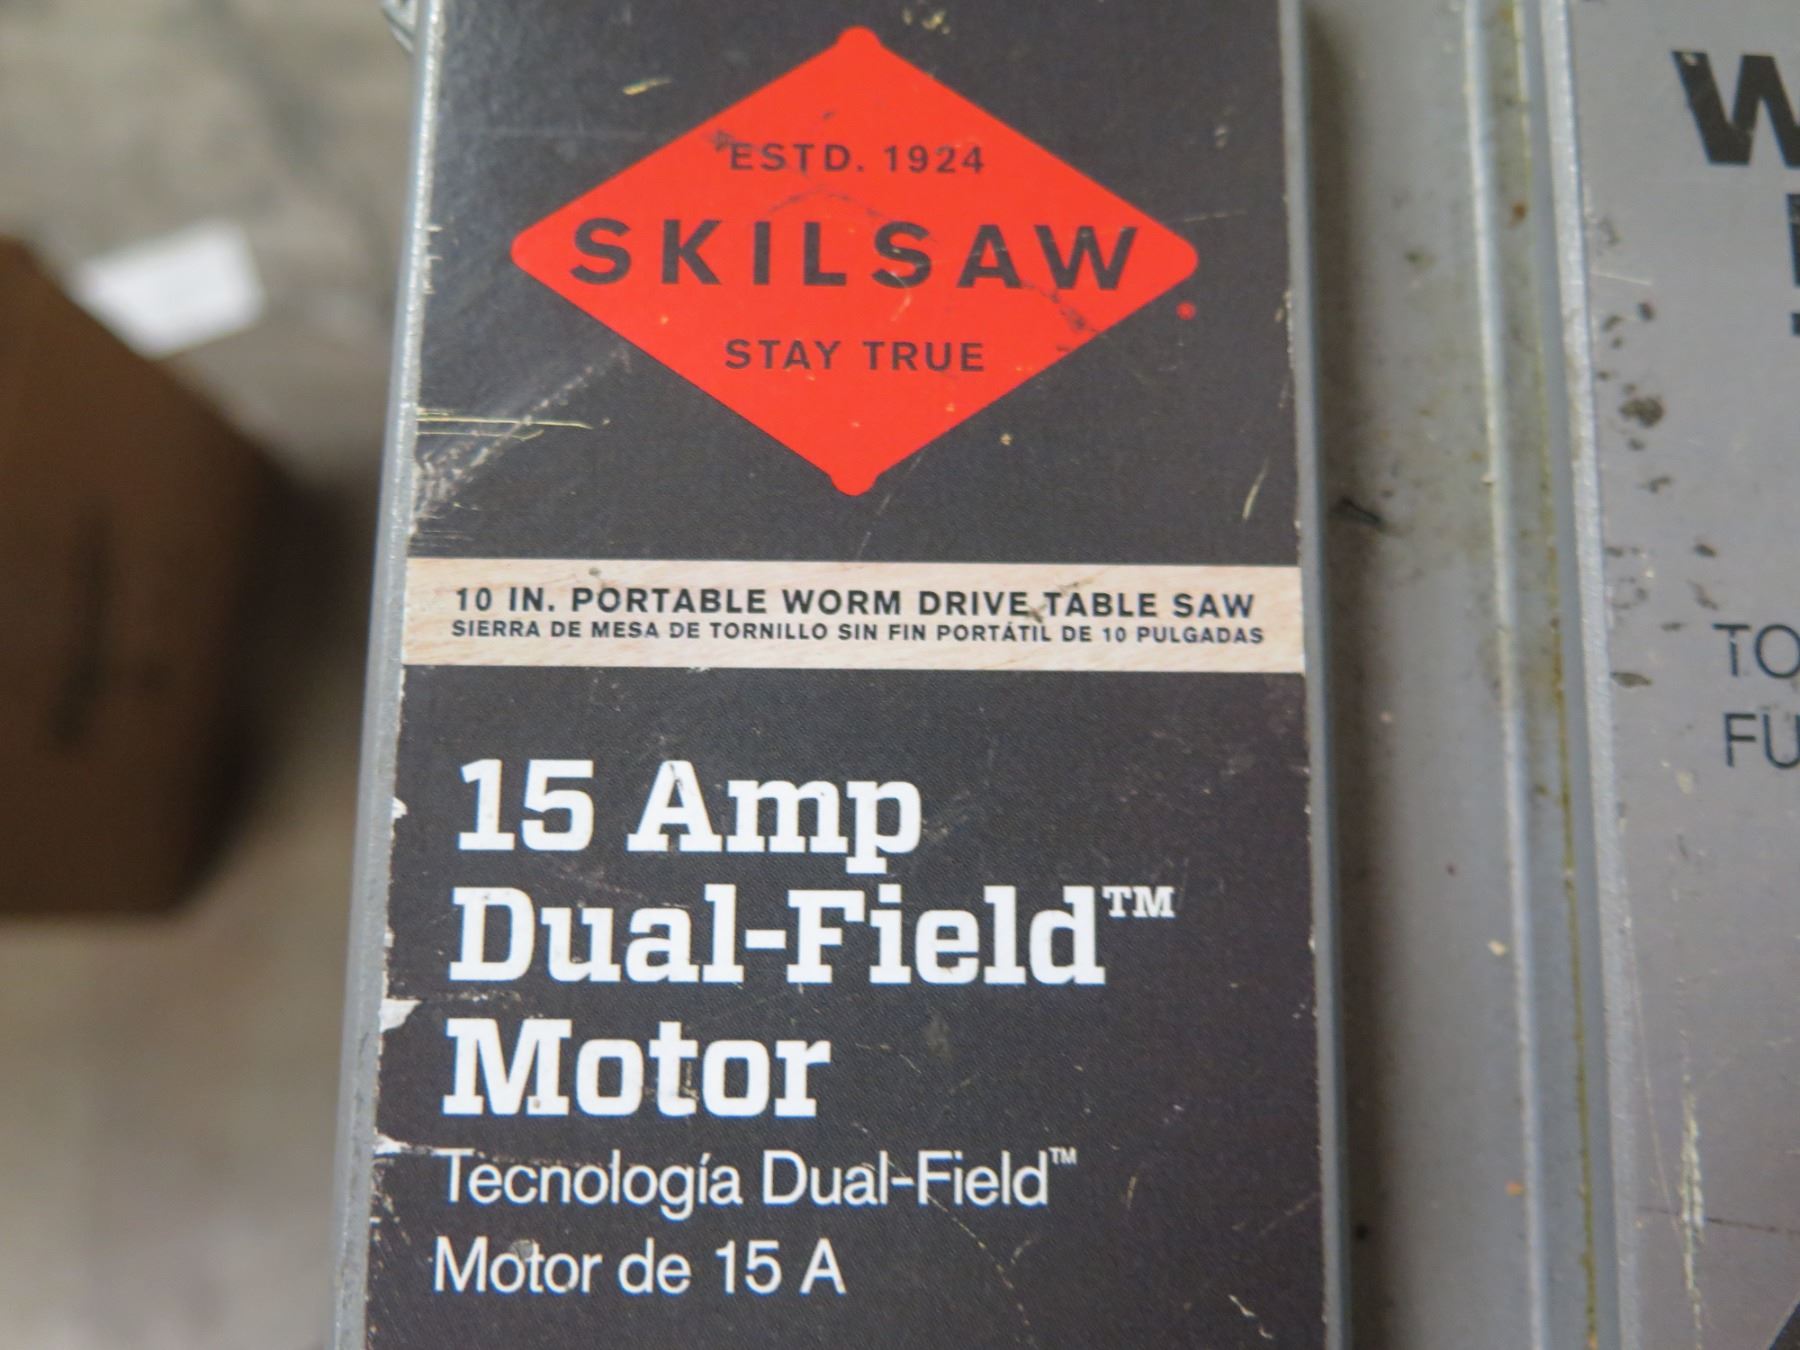 ESTD. 1924
SKILSAW
STAY TRUE
10 IN. PORTABLE WORM DRIVE TABLE SAW
SIERRA DE MESA DE TORNILLO SIN FIN PORTÁTIL DE 10 PULGADAS
15 Amp
Dual-Field™
Motor
Tecnología Dual-Field™
Motor de 15 A